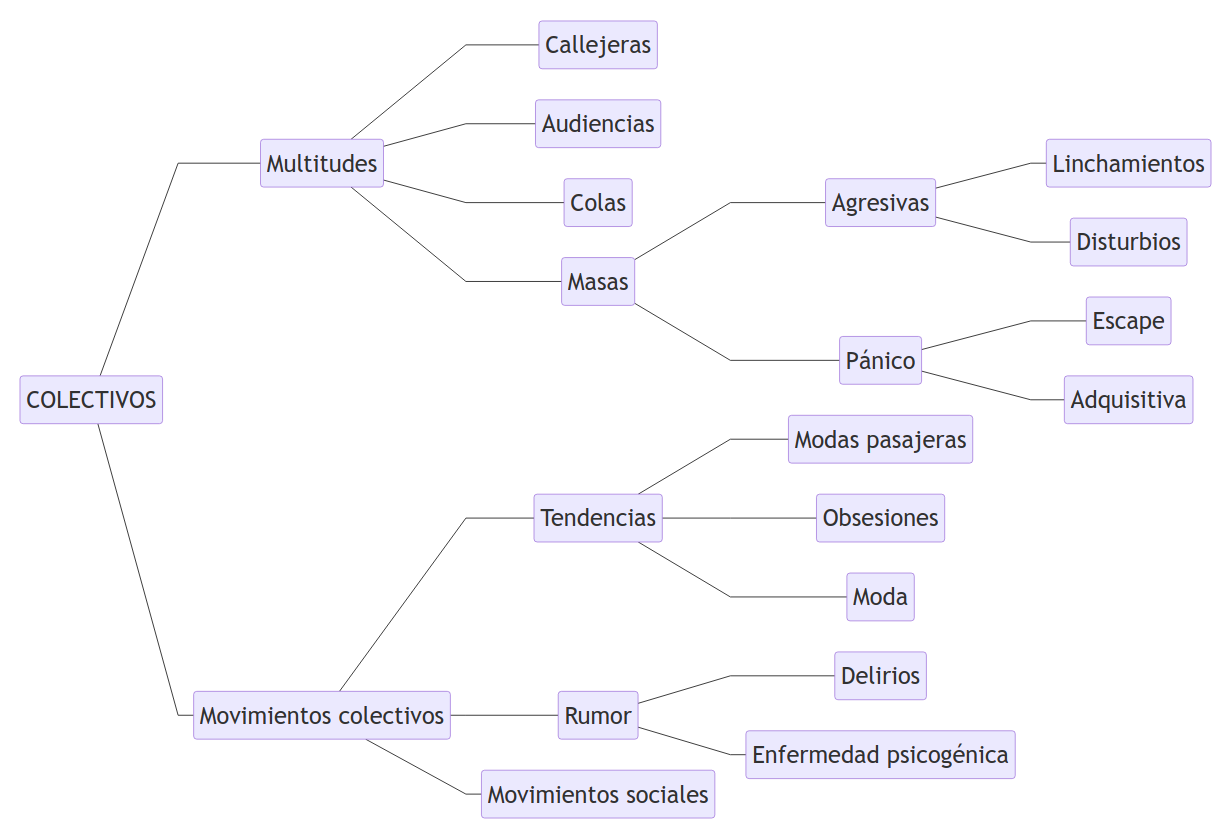 COLECTIVOS
Multitudes
Callejeras
Audiencias
Colas
Masas
Agresivas
Linchamientos
Disturbios
Pánico
Escape
Adquisitiva
Movimientos colectivos
Tendencias
Modas pasajeras
Obsesiones
Moda
Rumor
Delirios
Enfermedad psicogénica
Movimientos sociales